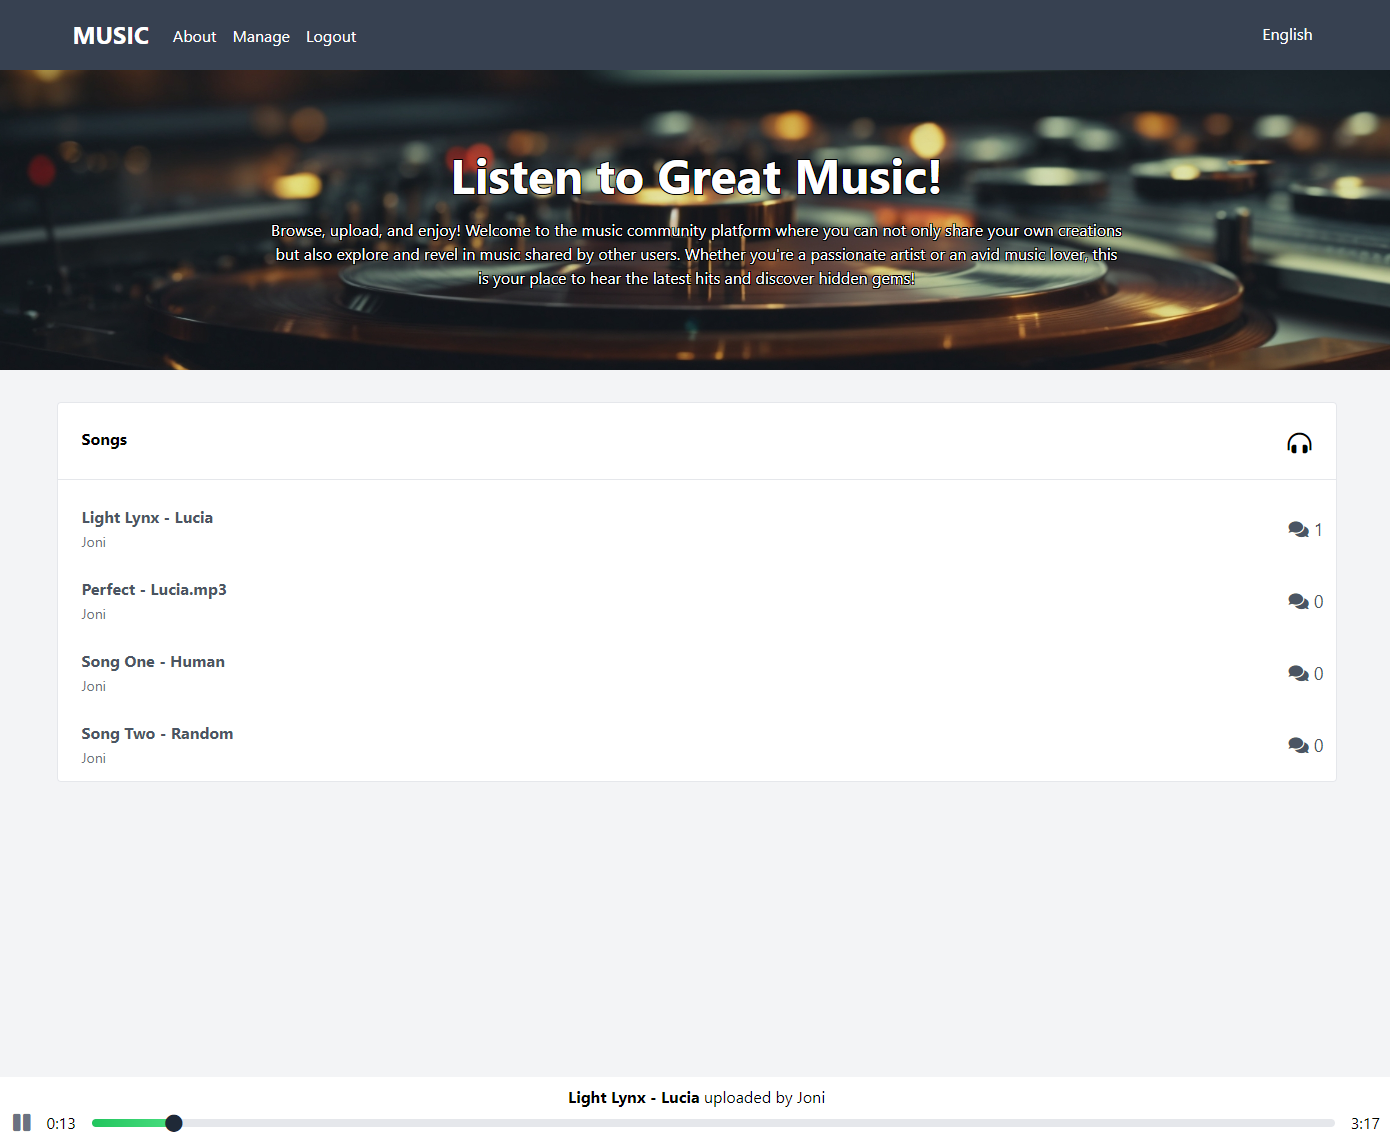 MUSIC About Manage Logout English
Listen to Great Music!
Browse, upload, and enjoy! Welcome to the music community platform where you can not only share your own creations
but also explore and revel in music shared by other users. Whether you're a passionate artist or an avid music lover, this
is your place to hear the latest hits and discover hidden gems!
Songs
Light Lynx - Lucia
Joni
1
Perfect - Lucia.mp3
Joni
0
Song One - Human
Joni
0
Song Two - Random
Joni
0
Light Lynx - Lucia uploaded by Joni
0:13 3:17